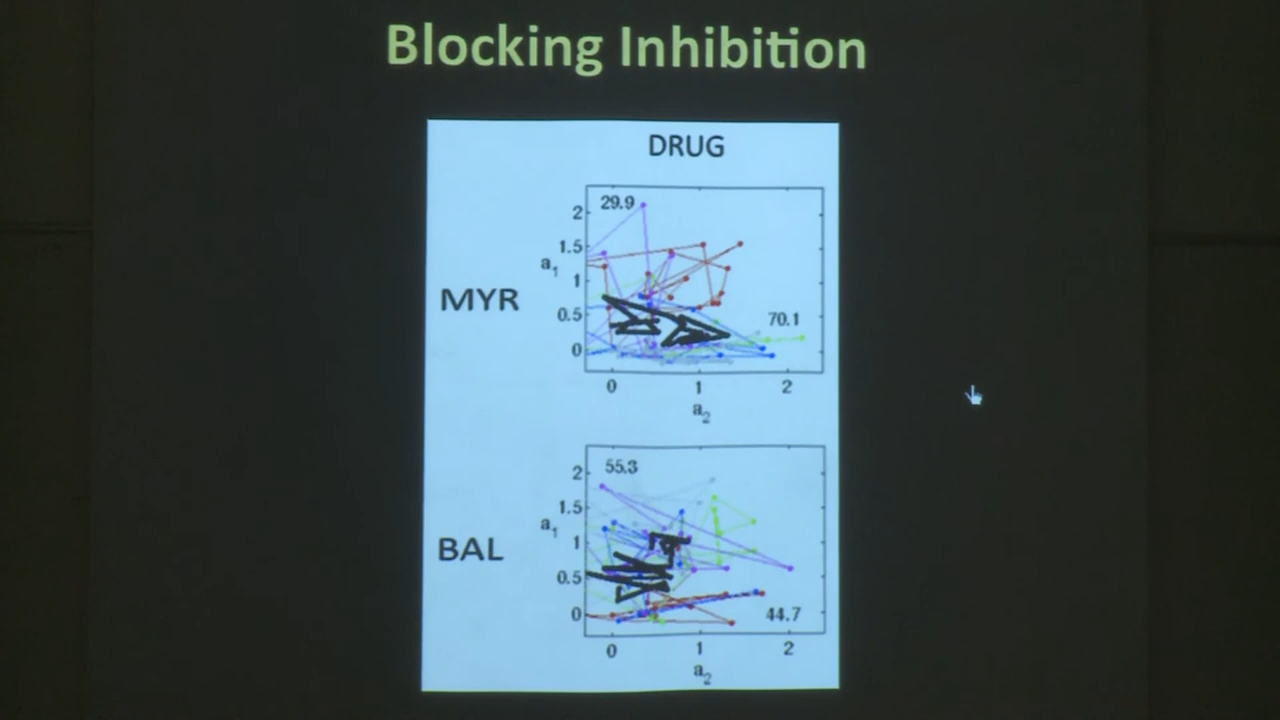 Blocking Inhibition
DRUG
29.9
2
1.5
a1
1
MYR
0.5
70.1
0
0 1 2
a2
55.3
2
1.5
a1
1
BAL
0.5
0
44.7
0 1 2
a2